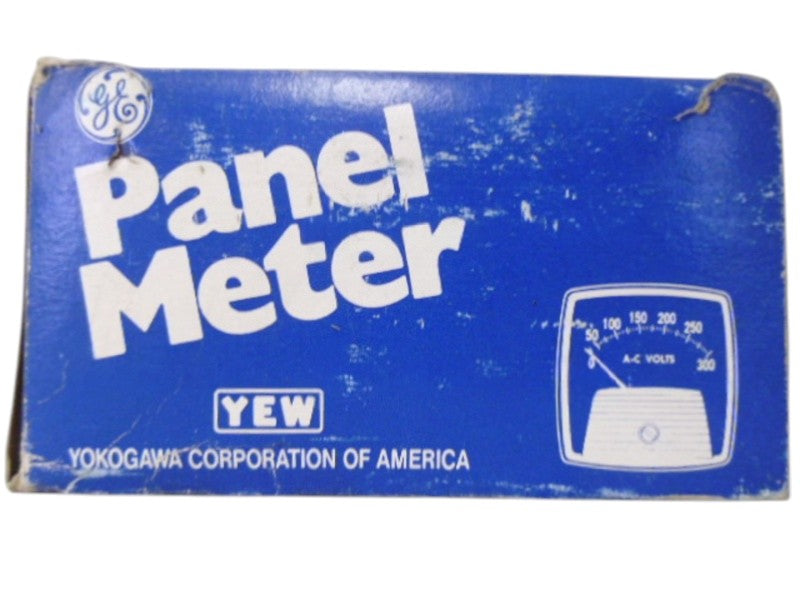 GE
Panel
Meter
50 100 150 200 250
0 300
A-C VOLTS
YEW
YOKOGAWA CORPORATION OF AMERICA